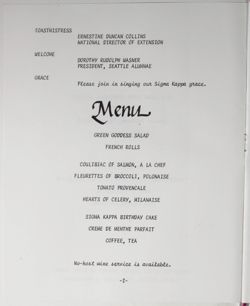 TOASTMISTRESS
ERNESTINE DUNCAN COLLINS
NATIONAL DIRECTOR OF EXTENSION
WELCOME
DOROTHY RUDOLPH WASNER
PRESIDENT, SEATTLE ALUMNAE
GRACE
Please join in singing our Sigma Kappa grace.
Menu
GREEN GODDESS SALAD
FRENCH ROLLS
COULIBIAC OF SALMON, A LA CHEF
FLEURETTES OF BROCCOLI, POLONAISE
TOMATO PROVENCALE
HEARTS OF CELERY, MILANAISE
SIGMA KAPPA BIRTHDAY CAKE
CREME DE MENTHE PARFAIT
COFFEE, TEA
No-host wine service is available.
-2-